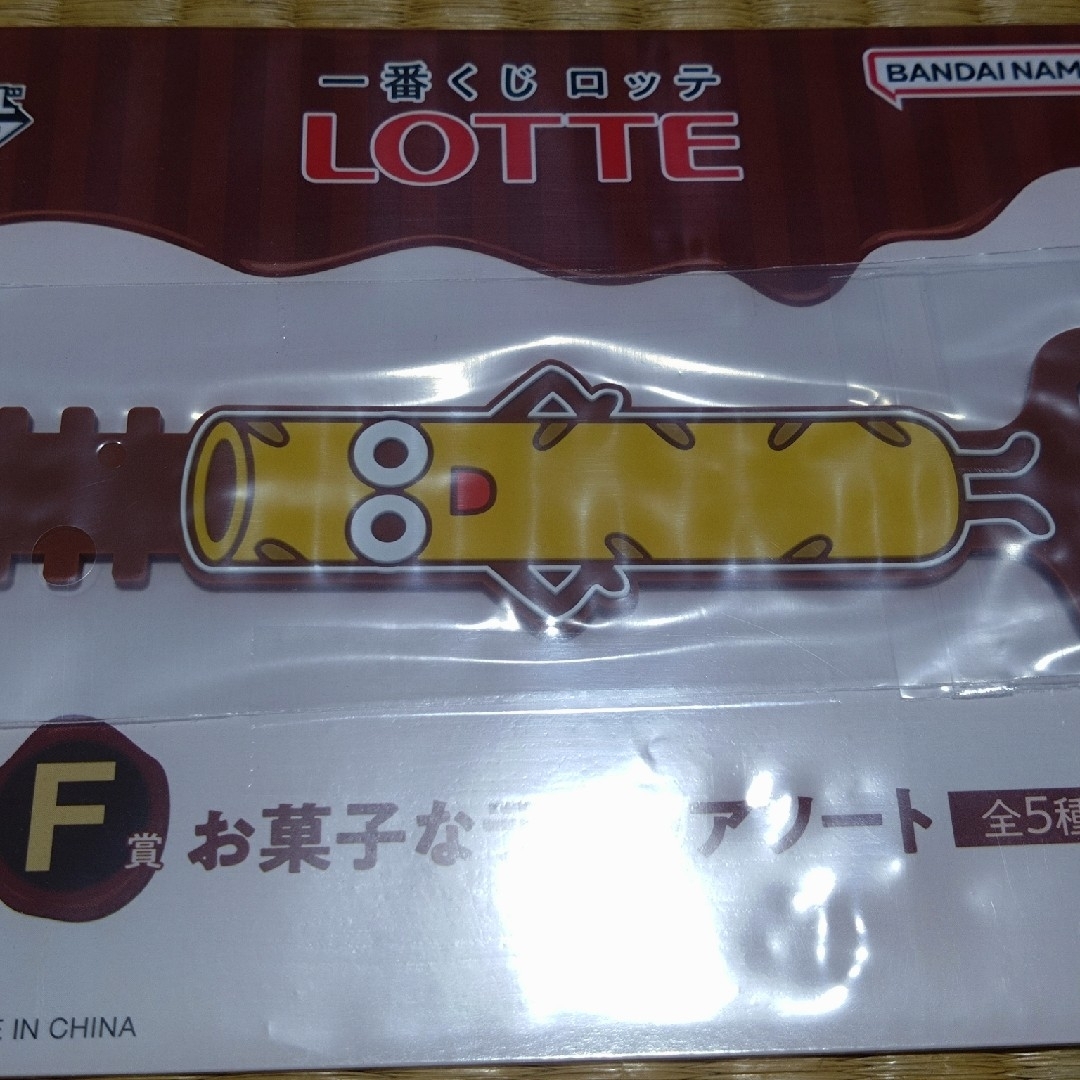 一番くじ ロッテ
LOTTE
BANDAI NAM
F賞 お菓子な アソート 全5種
IN CHINA